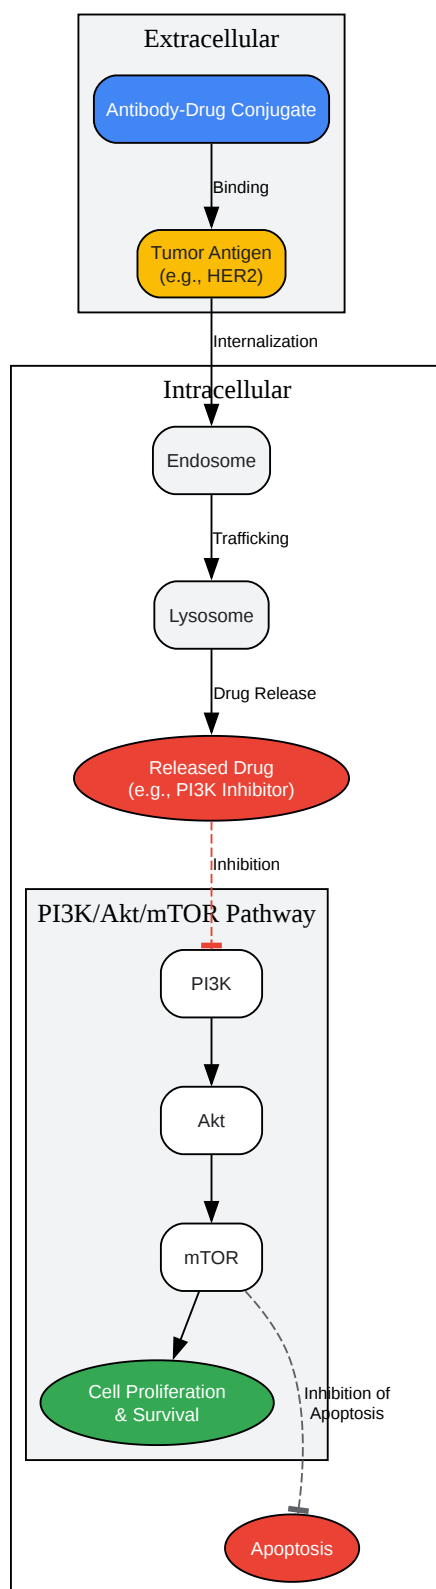 Extracellular
Antibody-Drug Conjugate
Binding
Tumor Antigen
(e.g., HER2)
Internalization
Intracellular
Endosome
Trafficking
Lysosome
Drug Release
Released Drug
(e.g., PI3K Inhibitor)
Inhibition
PI3K/Akt/mTOR Pathway
PI3K
Akt
mTOR
Cell Proliferation
& Survival
Inhibition of
Apoptosis
Apoptosis